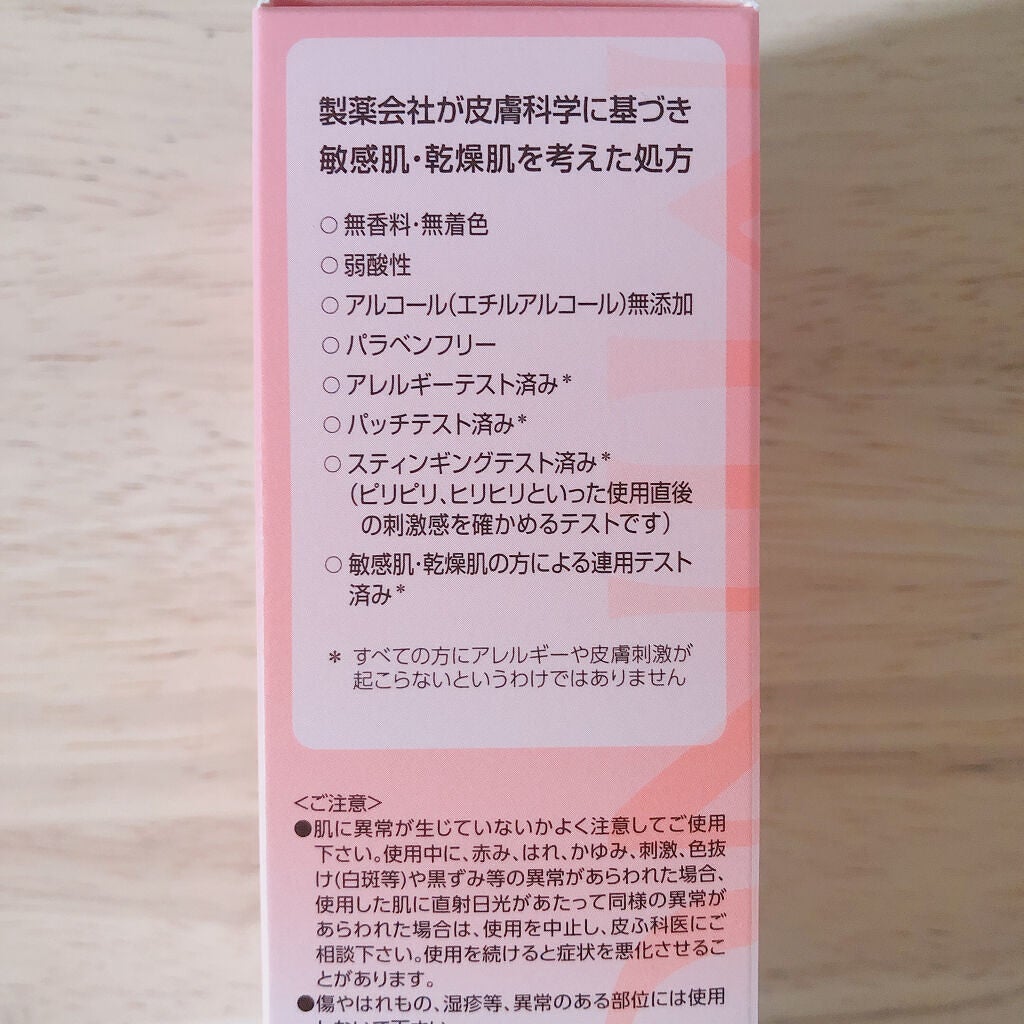 製薬会社が皮膚科学に基づき
敏感肌・乾燥肌を考えた処方
○ 無香料・無着色
○ 弱酸性
○ アルコール(エチルアルコール)無添加
○ パラベンフリー
○ アレルギーテスト済み*
○ パッチテスト済み*
○ スティンギングテスト済み*
(ピリピリ、ヒリヒリといった使用直後
の刺激感を確かめるテストです)
○ 敏感肌・乾燥肌の方による連用テスト
済み*
* すべての方にアレルギーや皮膚刺激が
起こらないというわけではありません
<ご注意>
●肌に異常が生じていないかよく注意してご使用
下さい。使用中に、赤み、はれ、かゆみ、刺激、色抜
け(白斑等)や黒ずみ等の異常があらわれた場合、
使用した肌に直射日光があたって同様の異常が
あらわれた場合は、使用を中止し、皮ふ科医にご
相談下さい。使用を続けると症状を悪化させるこ
とがあります。
●傷やはれもの、湿疹等、異常のある部位には使用